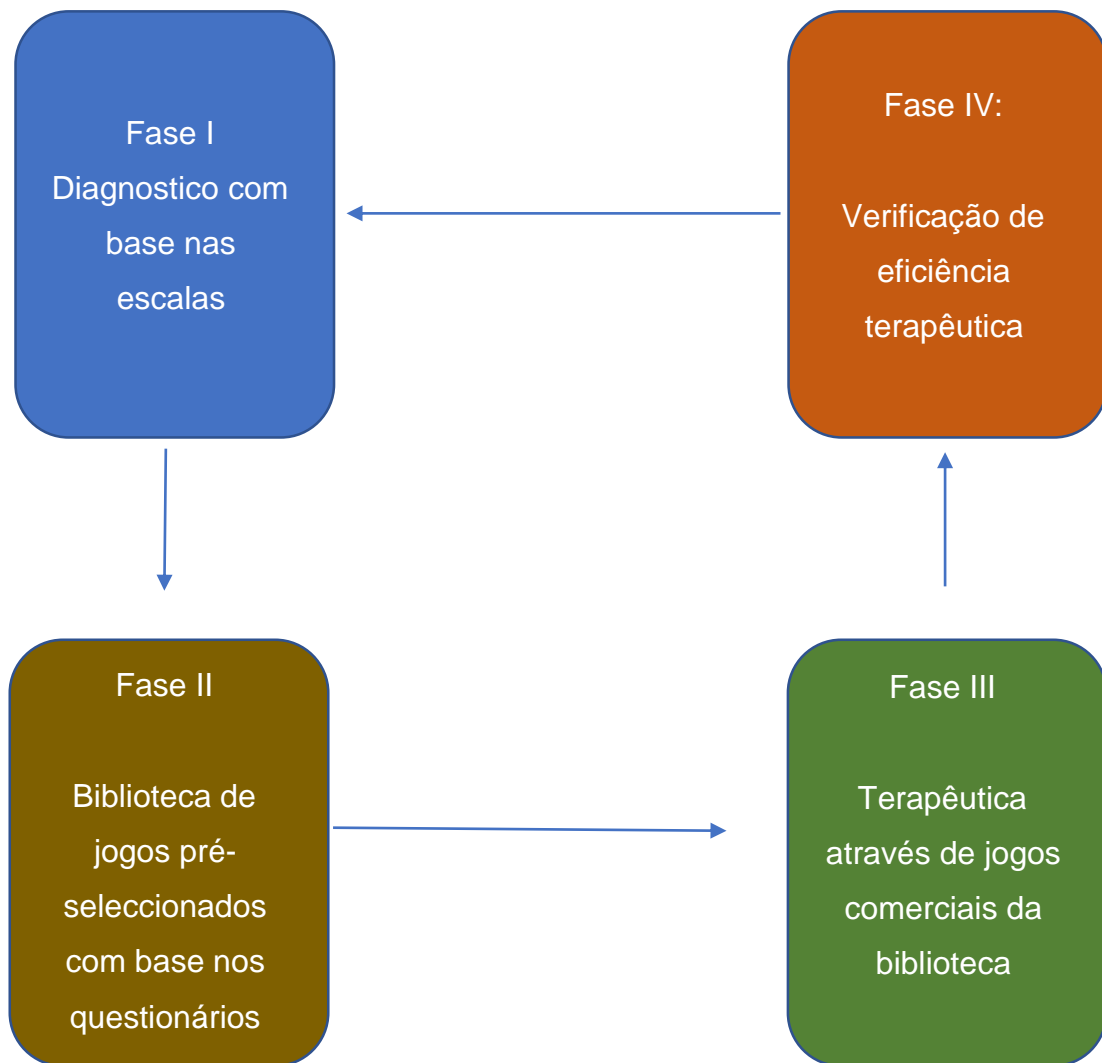 Fase I
Diagnostico com
base nas
escalas
Fase IV:
Verificação de
eficiência
terapêutica
Fase II
Biblioteca de
jogos pré-
seleccionados
com base nos
questionários
Fase III
Terapêutica
através de jogos
comerciais da
biblioteca